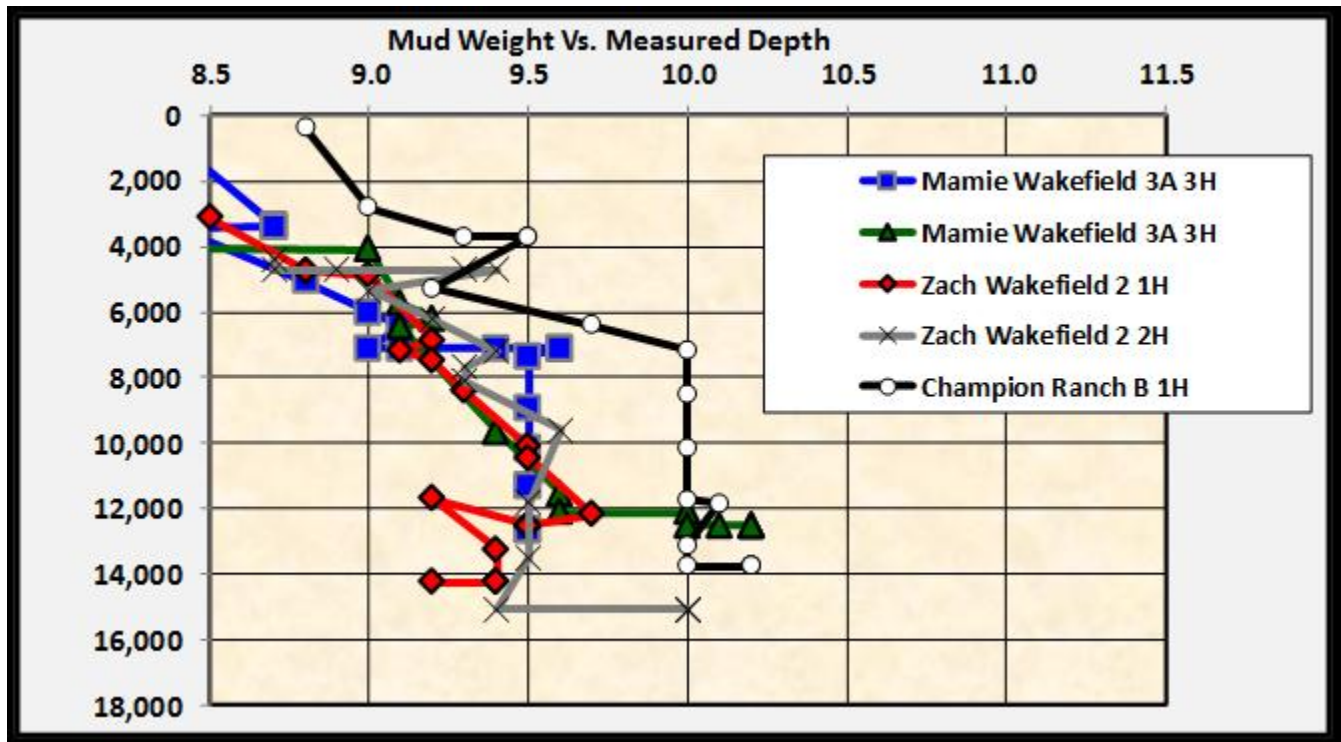 Mud Weight Vs. Measured Depth
8.5 9.0 9.5 10.0 10.5 11.0 11.5
0
2,000
4,000
6,000
8,000
10,000
12,000
14,000
16,000
18,000
Mamie Wakefield 3A 3H
Mamie Wakefield 3A 3H
Zach Wakefield 2 1H
Zach Wakefield 2 2H
Champion Ranch B 1H